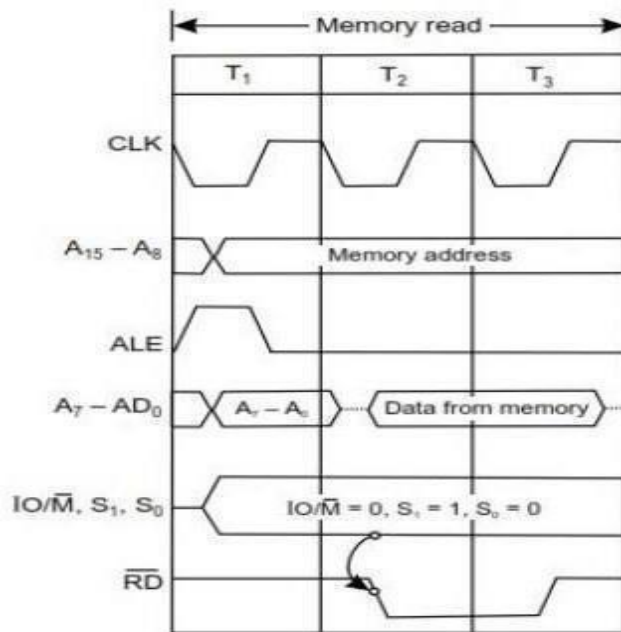 Memory read
T₁ T₂ T₃
CLK
A₁₅ – A₈ Memory address
ALE
A₇ – AD₀ A₇ – A₀ Data from memory
IO/M̅, S₁, S₀ IO/M̅ = 0, S₁ = 1, S₀ = 0
R̅D̅